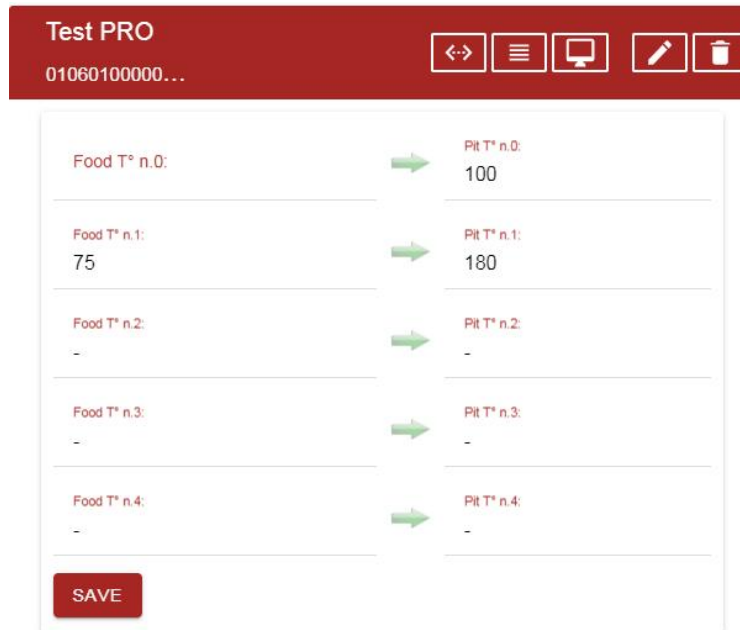 Test PRO
01060100000...
Food T° n.0:
Pit T° n.0:
100
Food T° n.1:
75
Pit T° n.1:
180
Food T° n.2:
-
Pit T° n.2:
-
Food T° n.3:
-
Pit T° n.3:
-
Food T° n.4:
-
Pit T° n.4:
-
SAVE